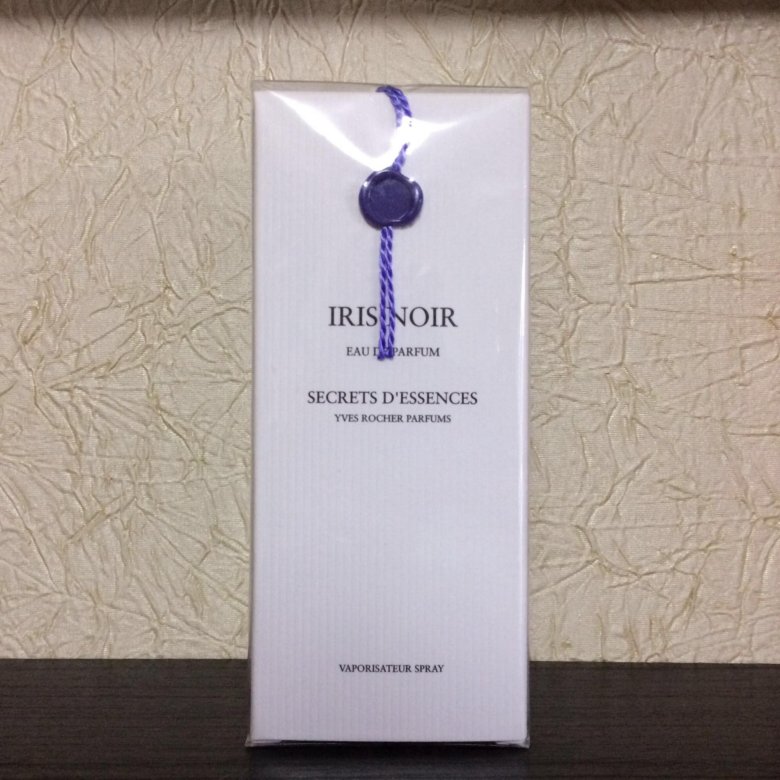 IRIS NOIR
EAU DE PARFUM
SECRETS D'ESSENCES
YVES ROCHER PARFUMS
VAPORISATEUR SPRAY